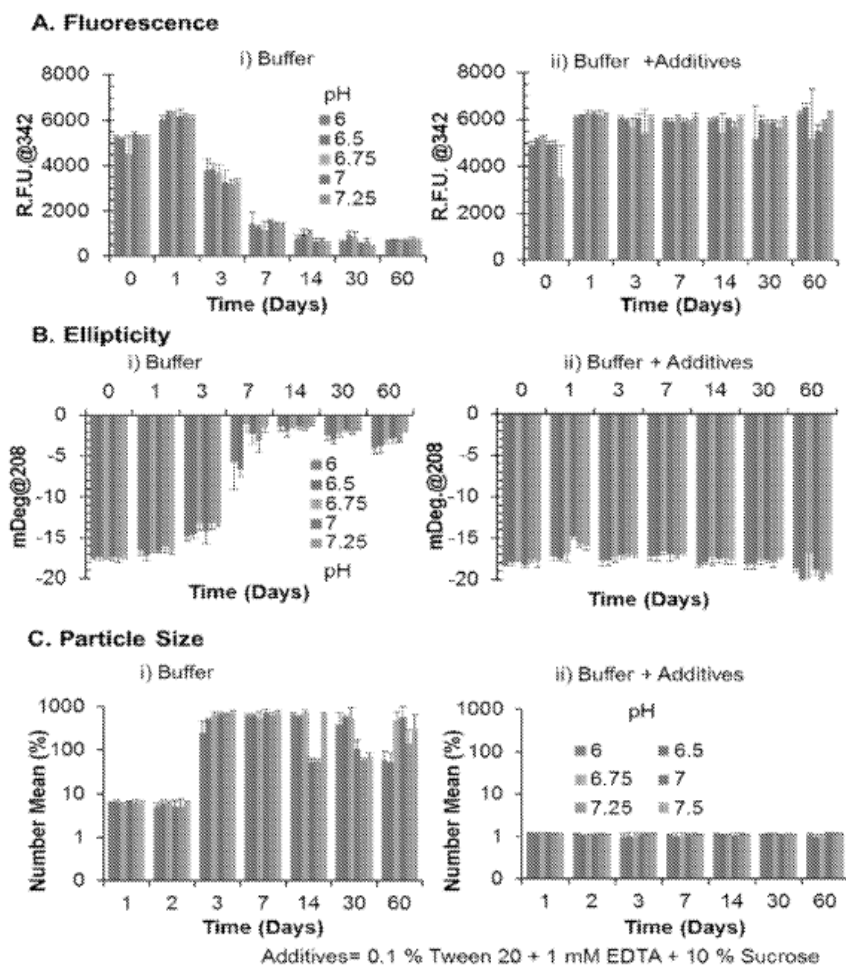 A. Fluorescence
i) Buffer
8000
6000
4000
2000
0
R.F.U.@342
pH
6
6.5
6.75
7
7.25
0 1 3 7 14 30 60
Time (Days)
ii) Buffer +Additives
8000
6000
4000
2000
0
R.F.U. @342
0 1 3 7 14 30 60
Time (Days)
B. Ellipticity
i) Buffer
0 1 3 7 14 30 60
0
-5
-10
-15
-20
mDeg@208
6
6.5
6.75
7
7.25
pH
Time (Days)
ii) Buffer + Additives
0 1 3 7 14 30 60
0
-5
-10
-15
-20
mDeg.@208
Time (Days)
C. Particle Size
i) Buffer
1000
100
10
1
0
Number Mean (%)
1 2 3 7 14 30 60
Time (Days)
ii) Buffer + Additives
1000
100
10
1
0
Number Mean (%)
pH
6 6.5
6.75 7
7.25 7.5
1 2 3 7 14 30 60
Time (Days)
Additives= 0.1 % Tween 20 + 1 mM EDTA + 10 % Sucrose